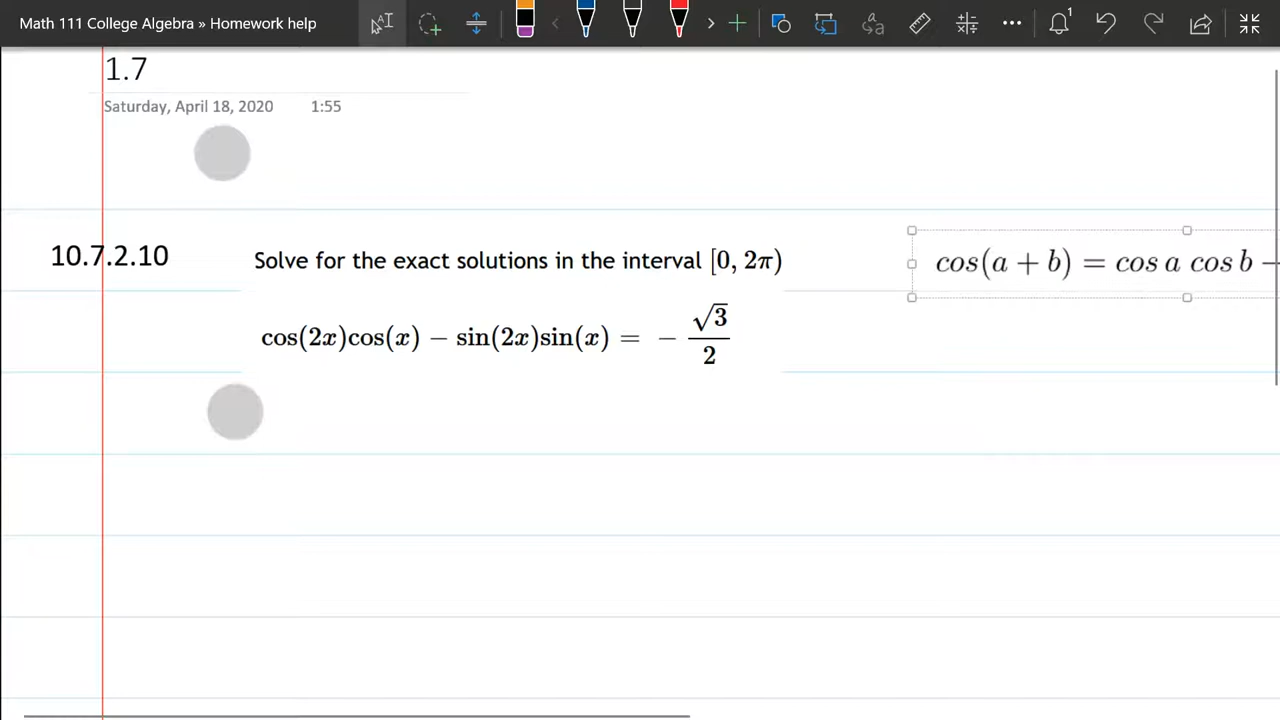 Math 111 College Algebra » Homework help
1
1.7
Saturday, April 18, 2020 1:55
10.7.2.10 Solve for the exact solutions in the interval [0, 2π)
cos(a + b) = cos a cos b −
cos(2x)cos(x) − sin(2x)sin(x) = − √3/2